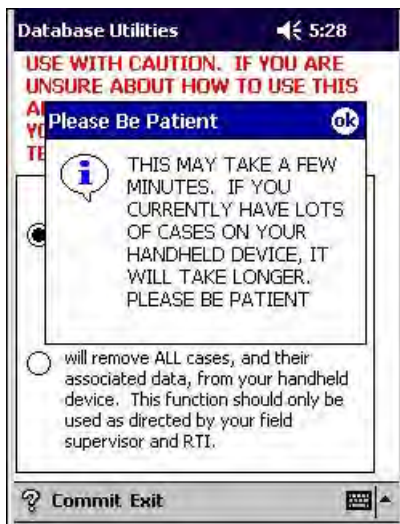 Database Utilities 5:28
USE WITH CAUTION. IF YOU ARE
UNSURE ABOUT HOW TO USE THIS
Please Be Patient ok
THIS MAY TAKE A FEW
MINUTES. IF YOU
CURRENTLY HAVE LOTS
OF CASES ON YOUR
HANDHELD DEVICE, IT
WILL TAKE LONGER.
PLEASE BE PATIENT
will remove ALL cases, and their
associated data, from your handheld
device. This function should only be
used as directed by your field
supervisor and RTI.
Commit Exit